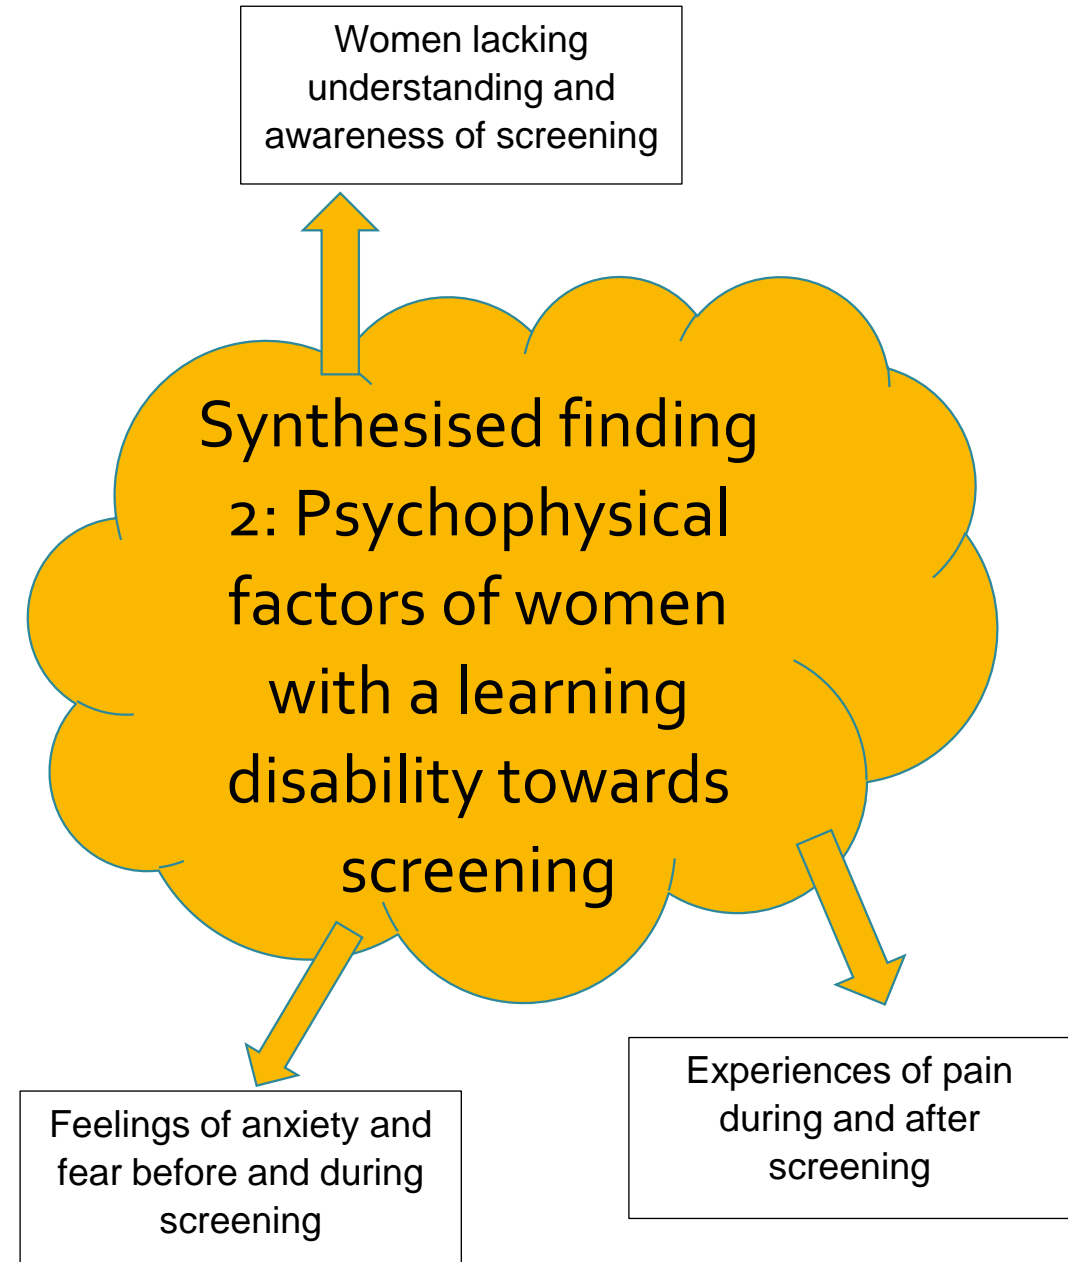 Women lacking
understanding and
awareness of screening
Synthesised finding
2: Psychophysical
factors of women
with a learning
disability towards
screening
Experiences of pain
during and after
screening
Feelings of anxiety and
fear before and during
screening